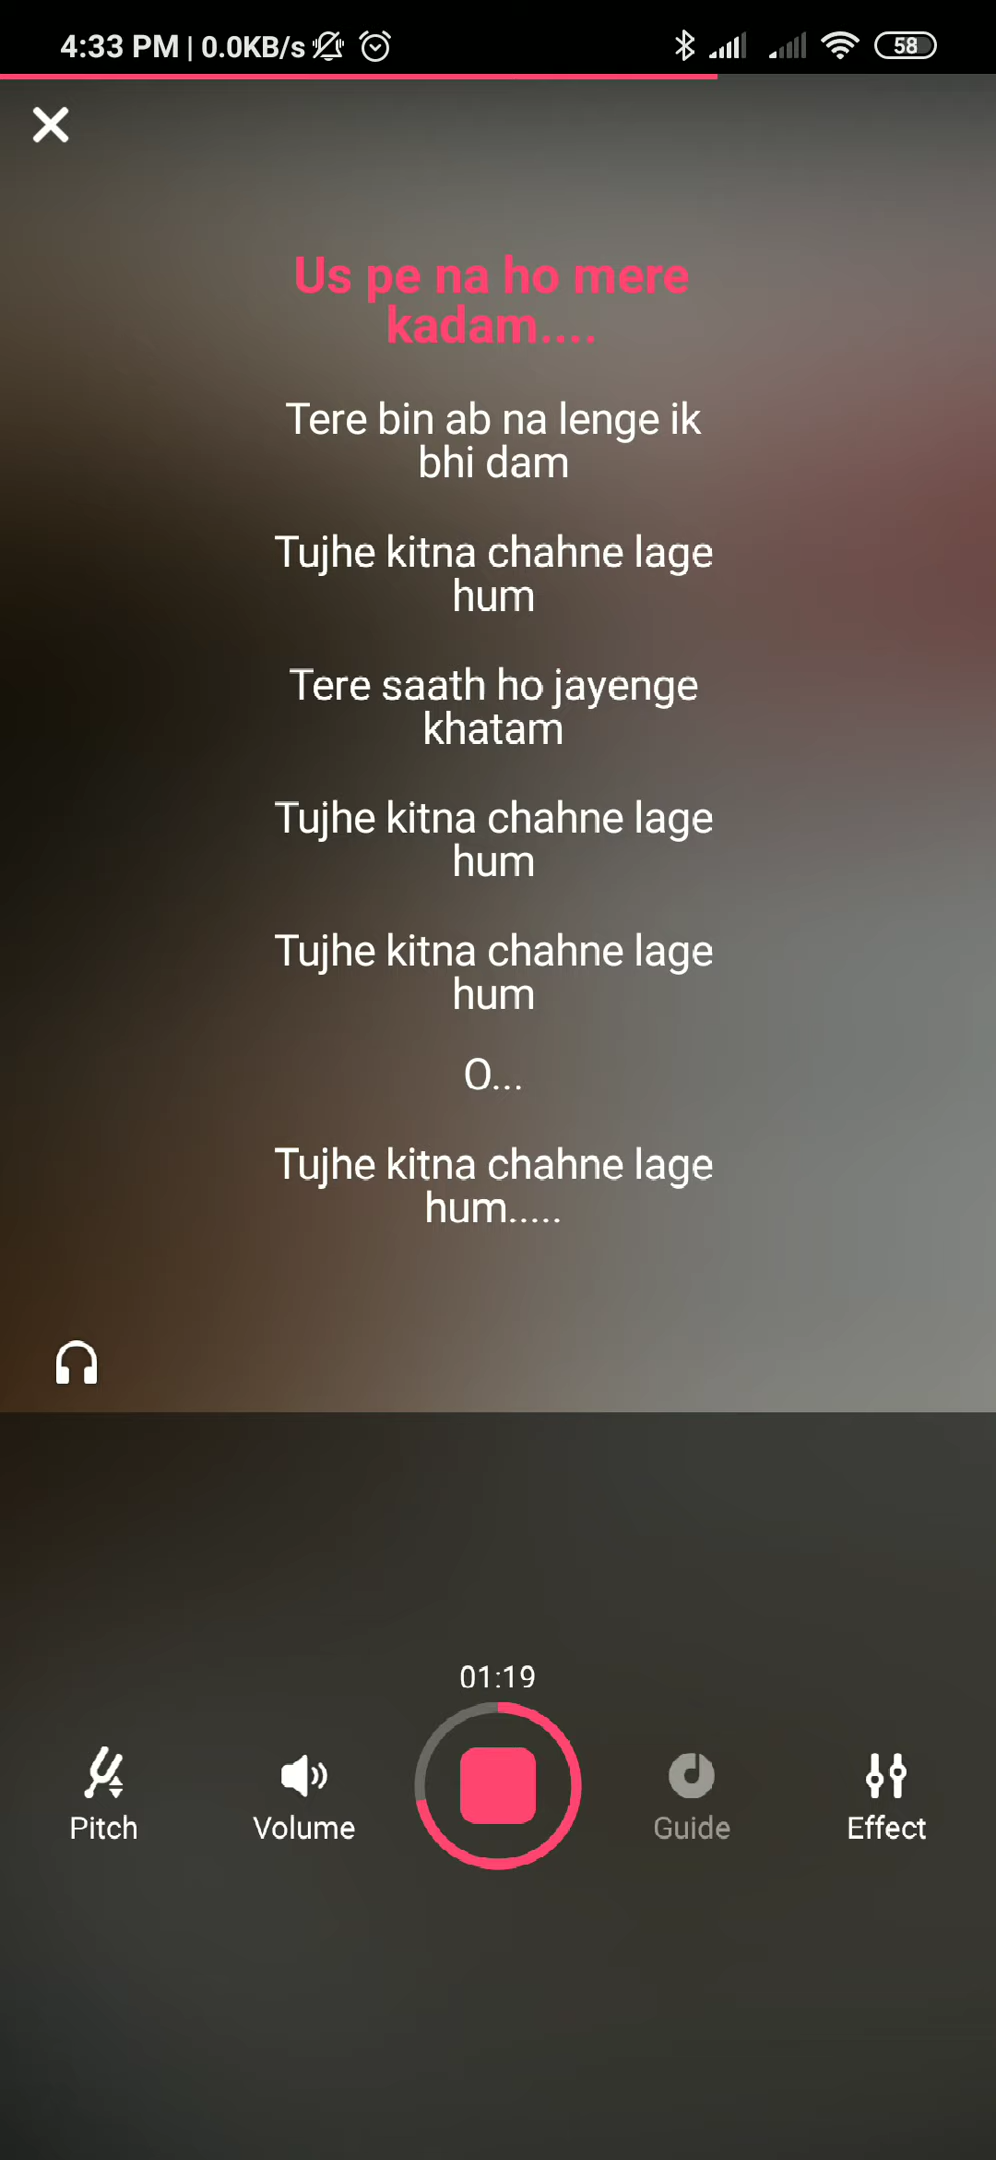 4:33 PM | 0.0KB/s
58
Us pe na ho mere
kadam....
Tere bin ab na lenge ik
bhi dam
Tujhe kitna chahne lage
hum
Tere saath ho jayenge
khatam
Tujhe kitna chahne lage
hum
Tujhe kitna chahne lage
hum
O...
Tujhe kitna chahne lage
hum.....
01:19
Pitch
Volume
Guide
Effect